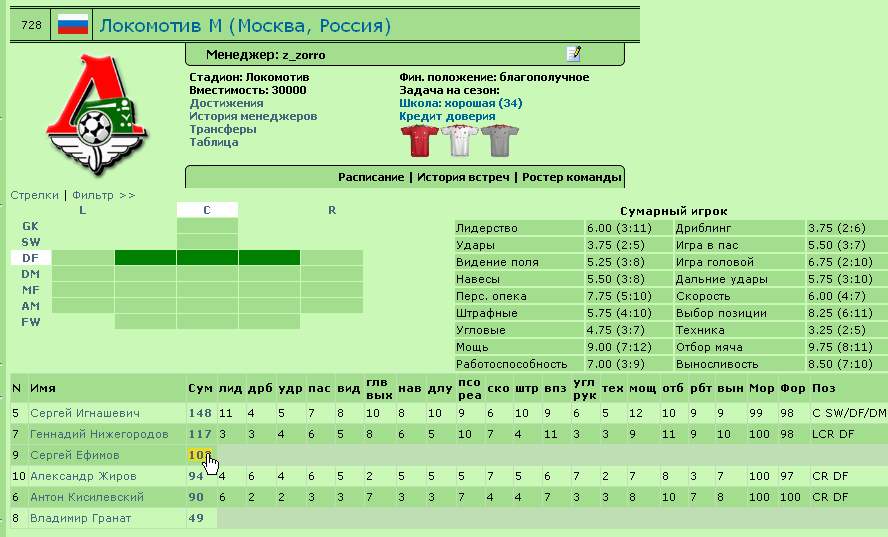 728 Локомотив М (Москва, Россия)
Менеджер: z_zorro
Стадион: Локомотив
Вместимость: 30000
Достижения
История менеджеров
Трансферы
Таблица
Фин. положение: благополучное
Задача на сезон:
Школа: хорошая (34)
Кредит доверия
Расписание | История встреч | Ростер команды
Стрелки | Фильтр >>
L C R
GK
SW
DF
DM
MF
AM
FW
Сумарный игрок
Лидерство 6.00 (3:11) Дриблинг 3.75 (2:6)
Удары 3.75 (2:5) Игра в пас 5.50 (3:7)
Видение поля 5.25 (3:8) Игра головой 6.75 (2:10)
Навесы 5.50 (3:8) Дальние удары 5.75 (3:10)
Перс. опека 7.75 (5:10) Скорость 6.00 (4:7)
Штрафные 5.75 (4:10) Выбор позиции 8.25 (6:11)
Угловые 4.75 (3:7) Техника 3.25 (2:5)
Мощь 9.00 (7:12) Отбор мяча 9.75 (8:11)
Работоспособность 7.00 (3:9) Выносливость 8.50 (7:10)
N Имя Сум лид дрб удр пас вид глв вых нав длу псо реа ско штр впз угл рук тех мощ отб рбт вын Мор Фор Поз
5 Сергей Игнашевич 148 11 4 5 7 8 10 8 10 9 6 10 9 6 5 12 10 9 9 99 98 C SW/DF/DM
7 Геннадий Нижегородов 117 3 3 4 6 5 8 6 5 10 7 4 11 3 3 9 11 9 10 100 98 LCR DF
9 Сергей Ефимов
10 Александр Жиров 94 4 6 4 6 5 2 5 5 5 7 5 6 7 2 7 8 3 7 100 97 CR DF
6 Антон Кисилевский 90 6 2 2 3 3 7 3 3 7 4 4 7 3 3 8 10 7 8 100 100 CR DF
8 Владимир Гранат 49